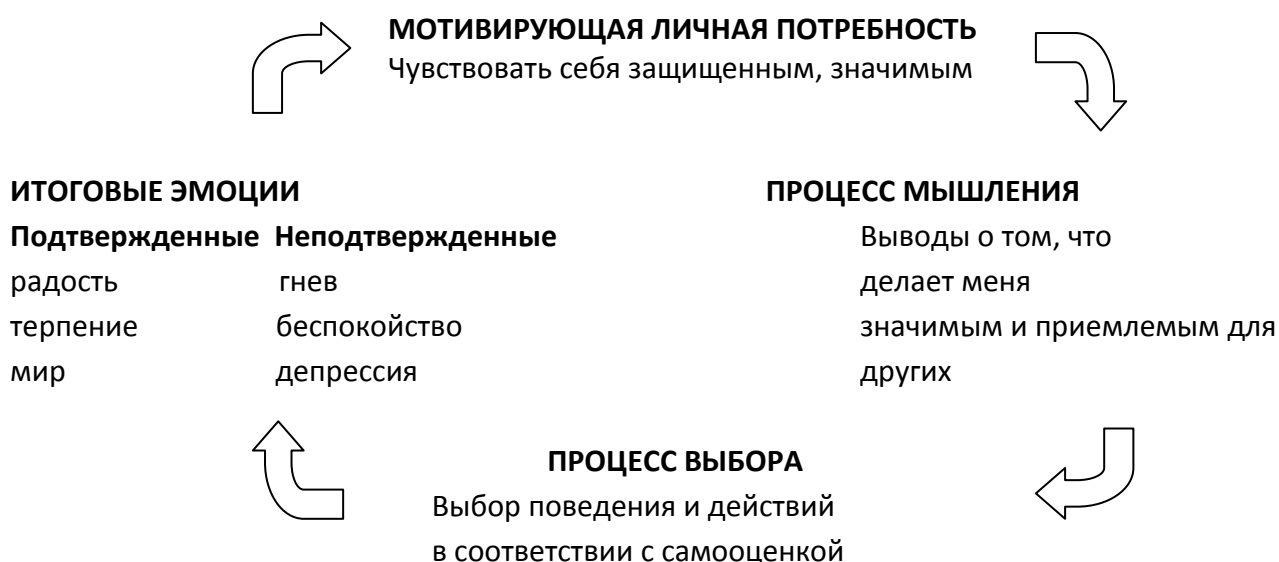 МОТИВИРУЮЩАЯ ЛИЧНАЯ ПОТРЕБНОСТЬ
Чувствовать себя защищенным, значимым
ИТОГОВЫЕ ЭМОЦИИ
Подтвержденные Неподтвержденные
радость гнев
терпение беспокойство
мир депрессия
ПРОЦЕСС МЫШЛЕНИЯ
Выводы о том, что
делает меня
значимым и приемлемым для
других
ПРОЦЕСС ВЫБОРА
Выбор поведения и действий
в соответствии с самооценкой